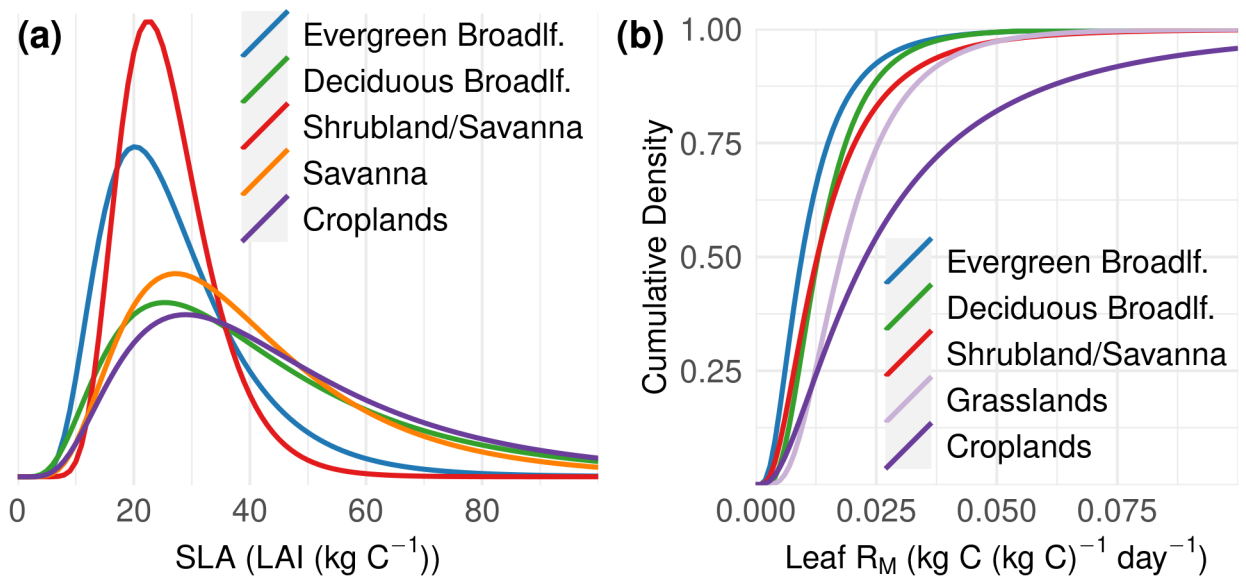 (a)
Evergreen Broadlf.
Deciduous Broadlf.
Shrubland/Savanna
Savanna
Croplands
0 20 40 60 80
SLA (LAI (kg C⁻¹))
(b)
1.00
0.75
0.50
0.25
Cumulative Density
Evergreen Broadlf.
Deciduous Broadlf.
Shrubland/Savanna
Grasslands
Croplands
0.000 0.025 0.050 0.075
Leaf R_M (kg C (kg C)⁻¹ day⁻¹)